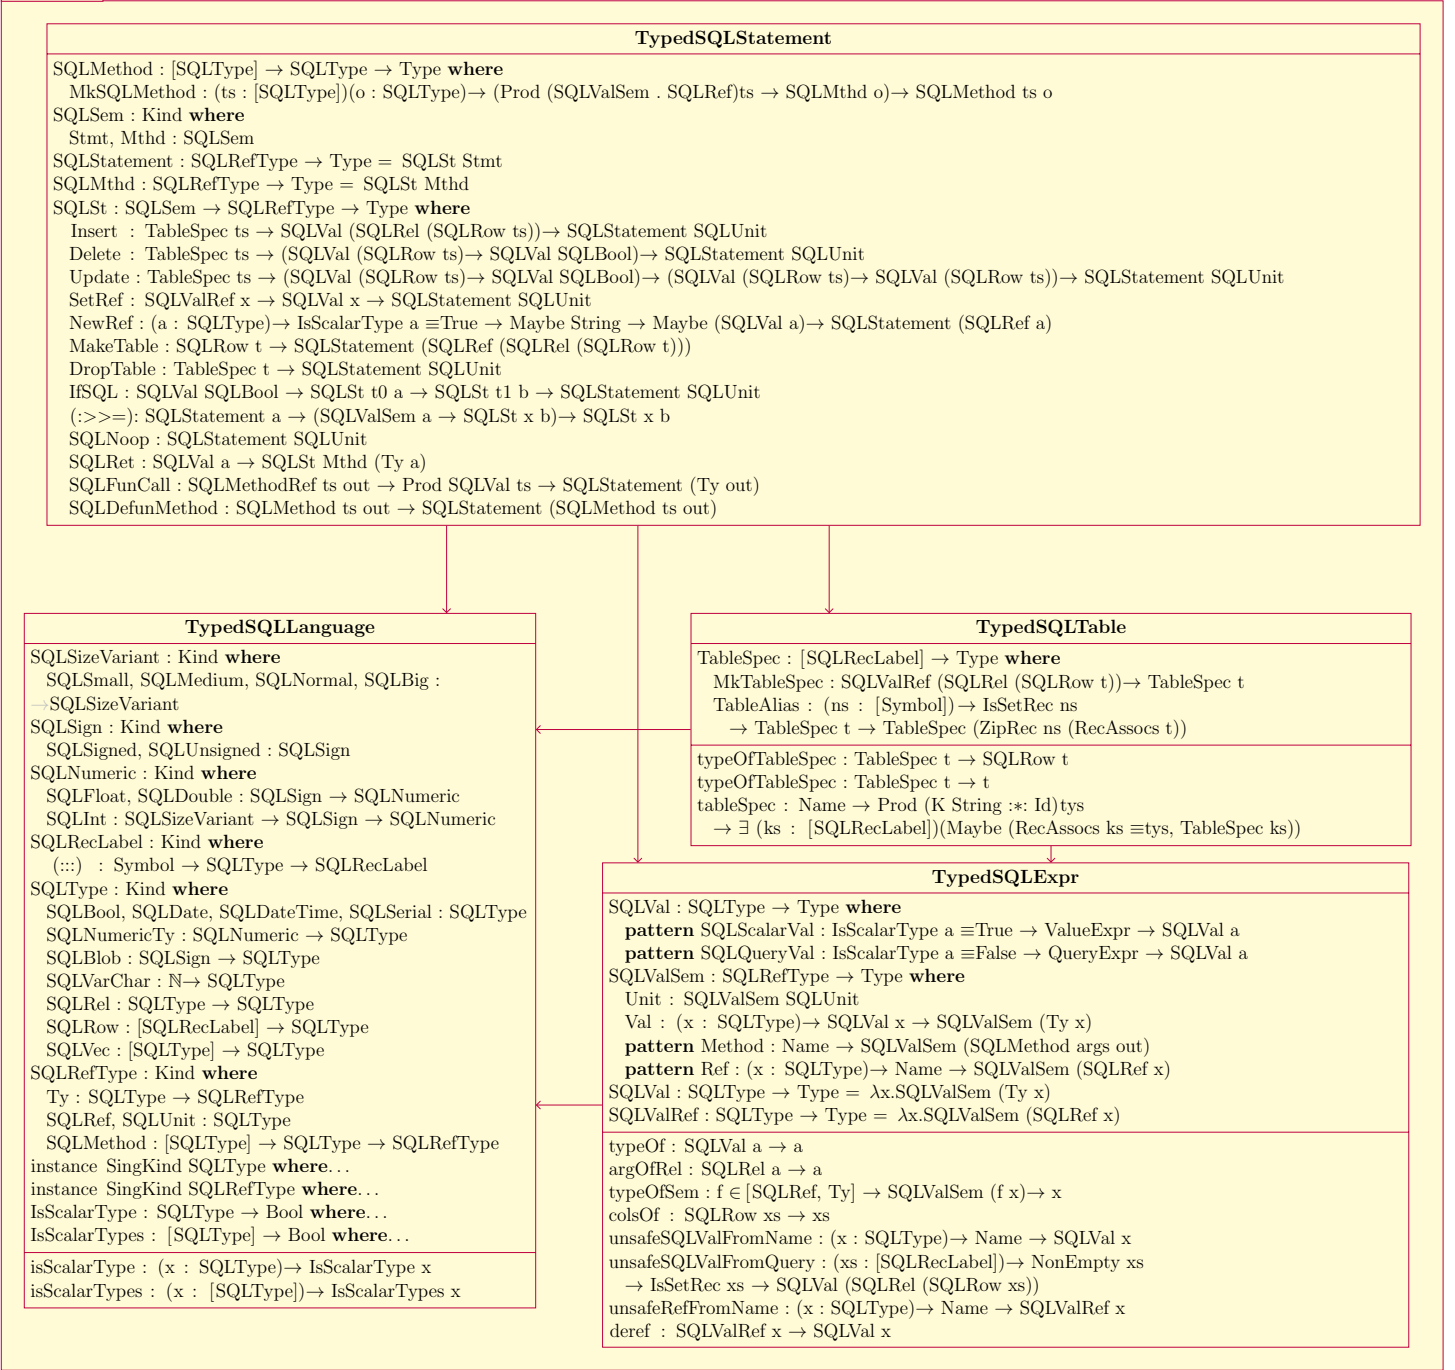 TypedSQLStatement
SQLMethod : [SQLType] → SQLType → Type where
MkSQLMethod : (ts : [SQLType])(o : SQLType)→ (Prod (SQLValSem . SQLRef)ts → SQLMthd o)→ SQLMethod ts o
SQLSem : Kind where
Stmt, Mthd : SQLSem
SQLStatement : SQLRefType → Type = SQLSt Stmt
SQLMthd : SQLRefType → Type = SQLSt Mthd
SQLSt : SQLSem → SQLRefType → Type where
Insert : TableSpec ts → SQLVal (SQLRel (SQLRow ts))→ SQLStatement SQLUnit
Delete : TableSpec ts → (SQLVal (SQLRow ts)→ SQLVal SQLBool)→ SQLStatement SQLUnit
Update : TableSpec ts → (SQLVal (SQLRow ts)→ SQLVal SQLBool)→ (SQLVal (SQLRow ts)→ SQLVal (SQLRow ts))→ SQLStatement SQLUnit
SetRef : SQLValRef x → SQLVal x → SQLStatement SQLUnit
NewRef : (a : SQLType)→ IsScalarType a ≡True → Maybe String → Maybe (SQLVal a)→ SQLStatement (SQLRef a)
MakeTable : SQLRow t → SQLStatement (SQLRef (SQLRel (SQLRow t)))
DropTable : TableSpec t → SQLStatement SQLUnit
IfSQL : SQLVal SQLBool → SQLSt t0 a → SQLSt t1 b → SQLStatement SQLUnit
(:>>=): SQLStatement a → (SQLValSem a → SQLSt x b)→ SQLSt x b
SQLNoop : SQLStatement SQLUnit
SQLRet : SQLVal a → SQLSt Mthd (Ty a)
SQLFunCall : SQLMethodRef ts out → Prod SQLVal ts → SQLStatement (Ty out)
SQLDefunMethod : SQLMethod ts out → SQLStatement (SQLMethod ts out)
TypedSQLLanguage
SQLSizeVariant : Kind where
SQLSmall, SQLMedium, SQLNormal, SQLBig :
→SQLSizeVariant
SQLSign : Kind where
SQLSigned, SQLUnsigned : SQLSign
SQLNumeric : Kind where
SQLFloat, SQLDouble : SQLSign → SQLNumeric
SQLInt : SQLSizeVariant → SQLSign → SQLNumeric
SQLRecLabel : Kind where
(:::) : Symbol → SQLType → SQLRecLabel
SQLType : Kind where
SQLBool, SQLDate, SQLDateTime, SQLSerial : SQLType
SQLNumericTy : SQLNumeric → SQLType
SQLBlob : SQLSign → SQLType
SQLVarChar : ℕ→ SQLType
SQLRel : SQLType → SQLType
SQLRow : [SQLRecLabel] → SQLType
SQLVec : [SQLType] → SQLType
SQLRefType : Kind where
Ty : SQLType → SQLRefType
SQLRef, SQLUnit : SQLType
SQLMethod : [SQLType] → SQLType → SQLRefType
instance SingKind SQLType where...
instance SingKind SQLRefType where...
IsScalarType : SQLType → Bool where...
IsScalarTypes : [SQLType] → Bool where...
isScalarType : (x : SQLType)→ IsScalarType x
isScalarTypes : (x : [SQLType])→ IsScalarTypes x
TypedSQLTable
TableSpec : [SQLRecLabel] → Type where
MkTableSpec : SQLValRef (SQLRel (SQLRow t))→ TableSpec t
TableAlias : (ns : [Symbol])→ IsSetRec ns
→ TableSpec t → TableSpec (ZipRec ns (RecAssocs t))
typeOfTableSpec : TableSpec t → SQLRow t
typeOfTableSpec : TableSpec t → t
tableSpec : Name → Prod (K String :∗: Id)tys
→ ∃ (ks : [SQLRecLabel])(Maybe (RecAssocs ks ≡tys, TableSpec ks))
TypedSQLExpr
SQLVal : SQLType → Type where
pattern SQLScalarVal : IsScalarType a ≡True → ValueExpr → SQLVal a
pattern SQLQueryVal : IsScalarType a ≡False → QueryExpr → SQLVal a
SQLValSem : SQLRefType → Type where
Unit : SQLValSem SQLUnit
Val : (x : SQLType)→ SQLVal x → SQLValSem (Ty x)
pattern Method : Name → SQLValSem (SQLMethod args out)
pattern Ref : (x : SQLType)→ Name → SQLValSem (SQLRef x)
SQLVal : SQLType → Type = λx.SQLValSem (Ty x)
SQLValRef : SQLType → Type = λx.SQLValSem (SQLRef x)
typeOf : SQLVal a → a
argOfRel : SQLRel a → a
typeOfSem : f ∈ [SQLRef, Ty] → SQLValSem (f x)→ x
colsOf : SQLRow xs → xs
unsafeSQLValFromName : (x : SQLType)→ Name → SQLVal x
unsafeSQLValFromQuery : (xs : [SQLRecLabel])→ NonEmpty xs
→ IsSetRec xs → SQLVal (SQLRel (SQLRow xs))
unsafeRefFromName : (x : SQLType)→ Name → SQLValRef x
deref : SQLValRef x → SQLVal x